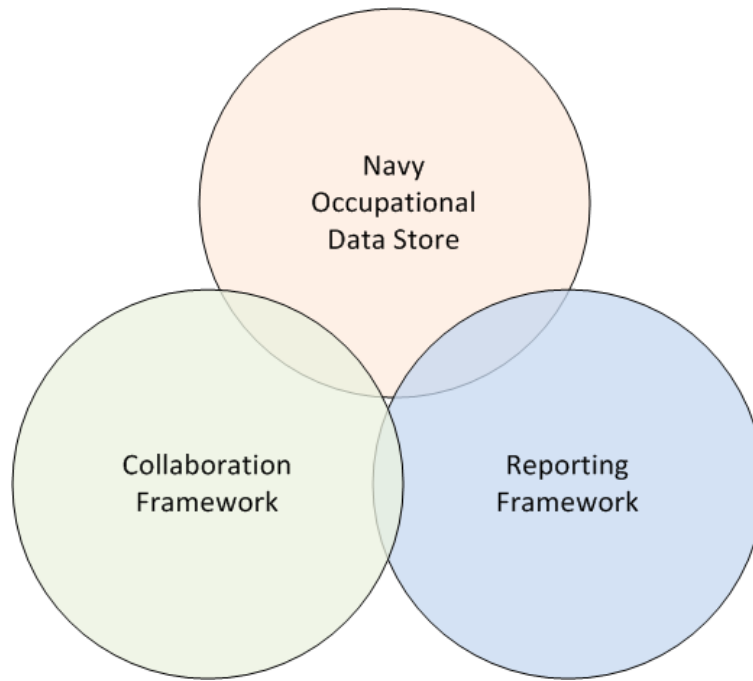 Navy
Occupational
Data Store
Collaboration
Framework
Reporting
Framework